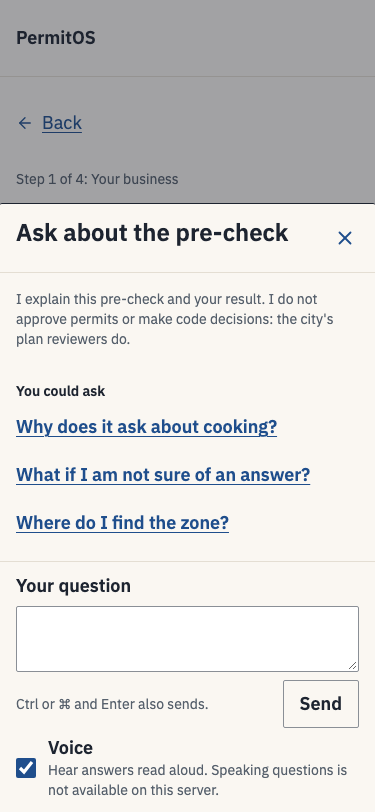 PermitOS
← Back
Step 1 of 4: Your business
Ask about the pre-check
I explain this pre-check and your result. I do not
approve permits or make code decisions: the city's
plan reviewers do.
You could ask
Why does it ask about cooking?
What if I am not sure of an answer?
Where do I find the zone?
Your question
Ctrl or ⌘ and Enter also sends.
Send
Voice
Hear answers read aloud. Speaking questions is
not available on this server.